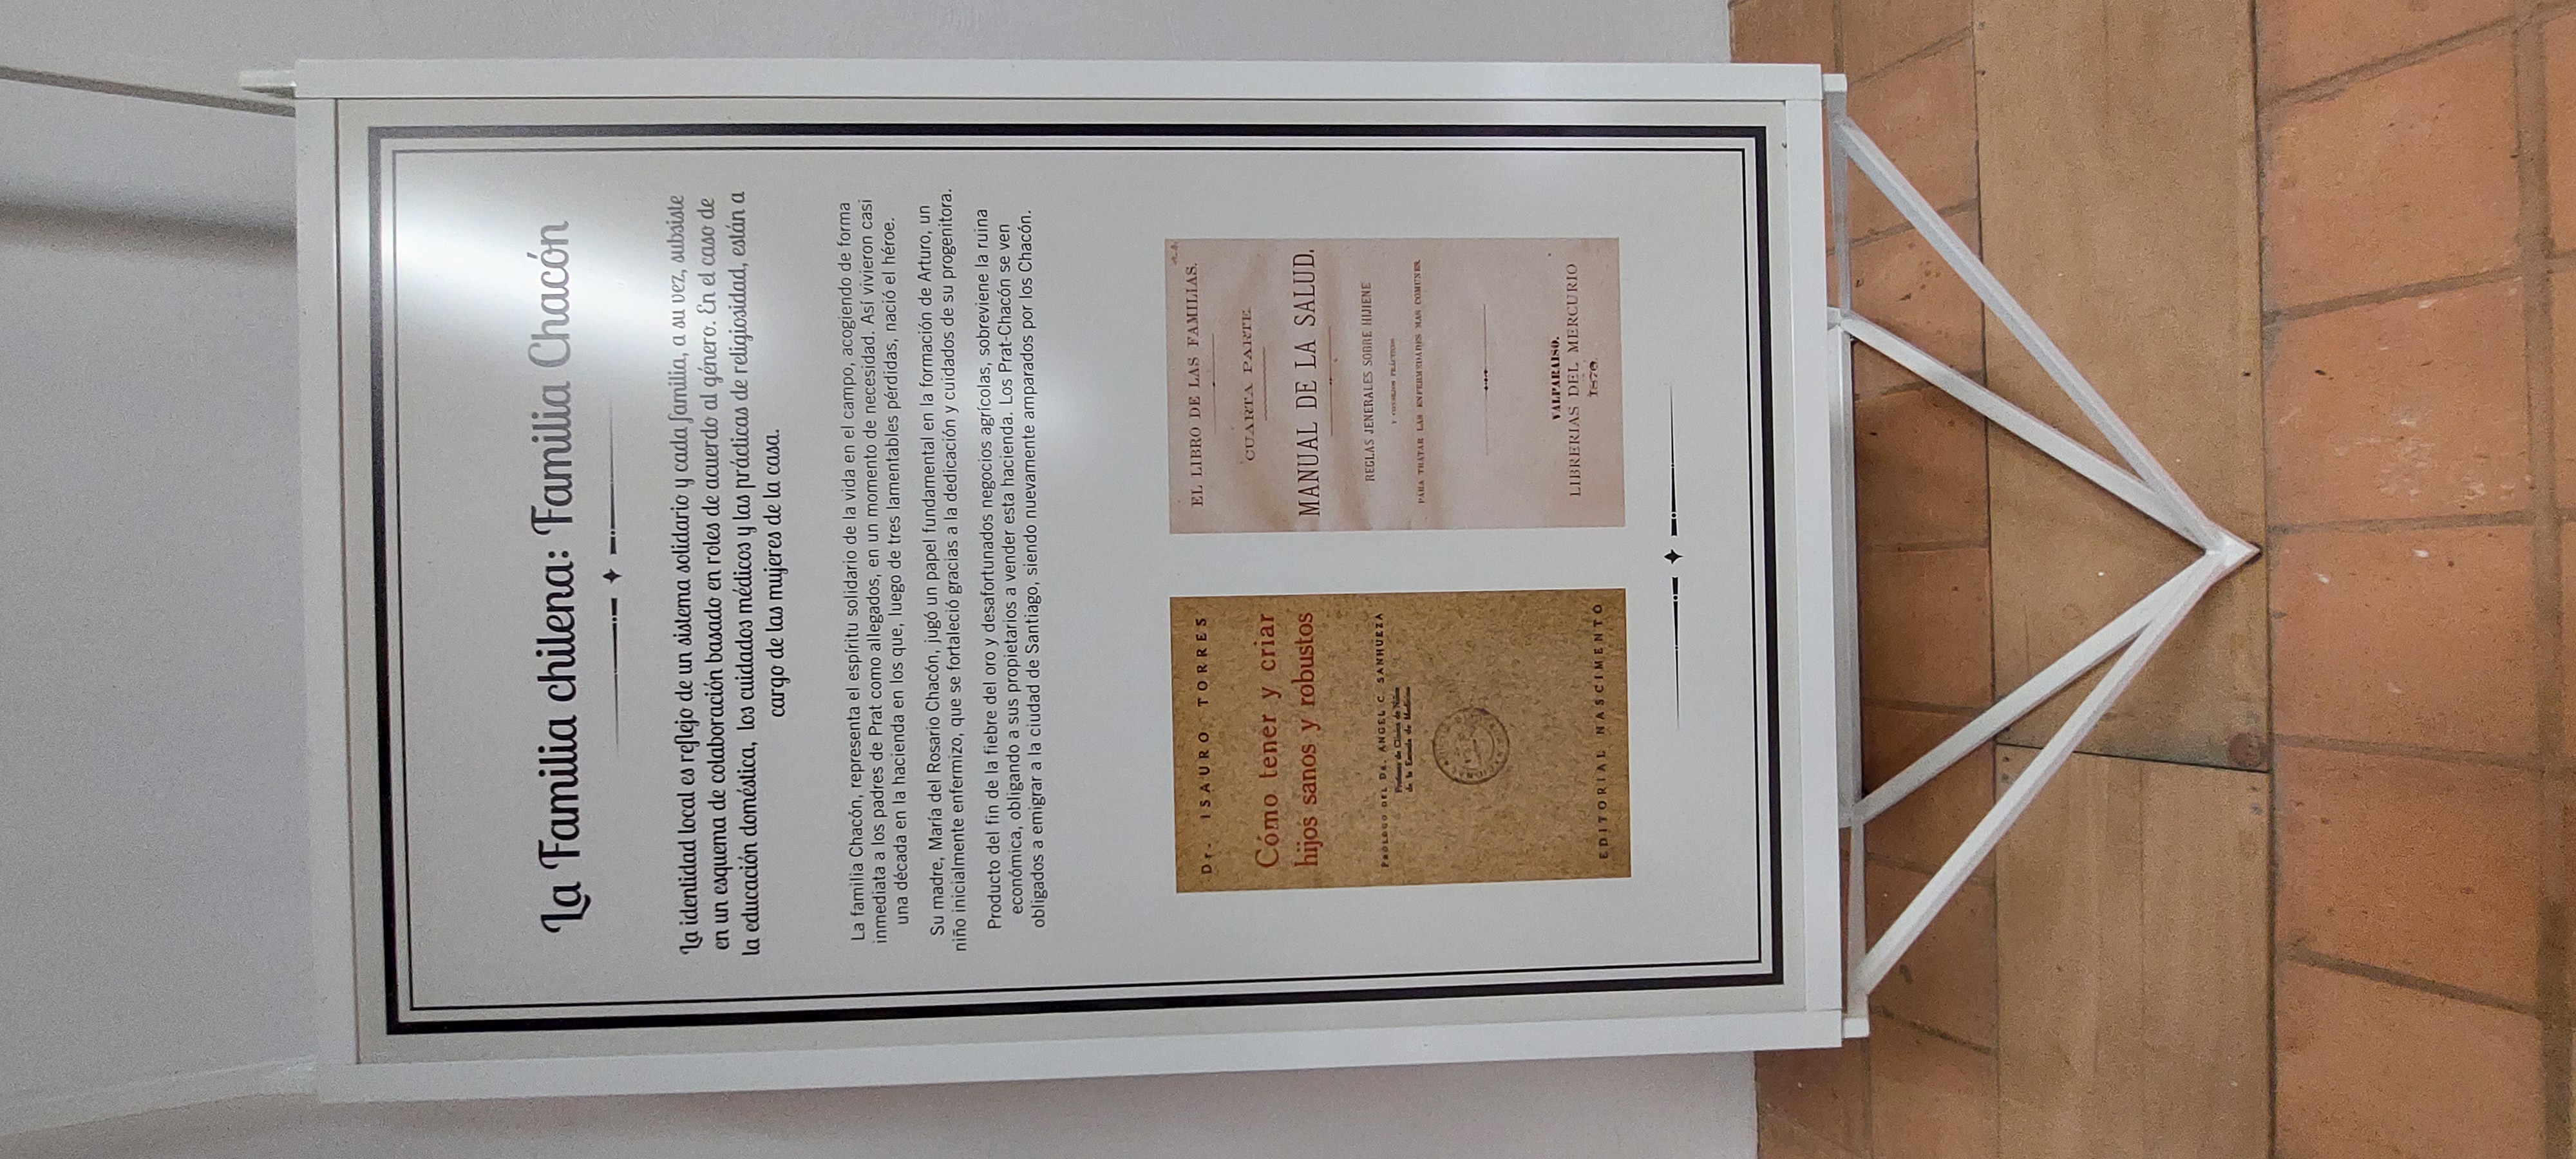 La Familia chilena: Familia Chacón
La identidad local es reflejo de un sistema solidario y cada familia, a su vez, subsiste
en un esquema de colaboración basado en roles de acuerdo al género. En el caso de
la educación doméstica, los cuidados médicos y las prácticas de religiosidad, están a
cargo de las mujeres de la casa.
La familia Chacón, representa el espíritu solidario de la vida en el campo, acogiendo de forma
inmediata a los padres de Prat como allegados, en un momento de necesidad. Así vivieron casi
una década en la hacienda en los que, luego de tres lamentables pérdidas, nació el héroe.
Su madre, María del Rosario Chacón, jugó un papel fundamental en la formación de Arturo, un
niño inicialmente enfermizo, que se fortaleció gracias a la dedicación y cuidados de su progenitora.
Producto del fin de la fiebre del oro y desafortunados negocios agrícolas, sobreviene la ruina
económica, obligando a sus propietarios a vender esta hacienda. Los Prat-Chacón se ven
obligados a emigrar a la ciudad de Santiago, siendo nuevamente amparados por los Chacón.
Dr. ISAURO TORRES
Cómo tener y criar
hijos sanos y robustos
PRÓLOGO DEL DR. ANGEL C. SANHUEZA
Profesor de Clínica de Niños
de la Escuela de Medicina
EDITORIAL NASCIMENTO
EL LIBRO DE LAS FAMILIAS.
CUARTA PARTE
MANUAL DE LA SALUD.
REGLAS JENERALES SOBRE HIJIENE
Y CONSEJOS PRÁCTICOS
PARA TRATAR LAS ENFERMEDADES MAS COMUNES.
VALPARAISO.
LIBRERIAS DEL MERCURIO
1876.